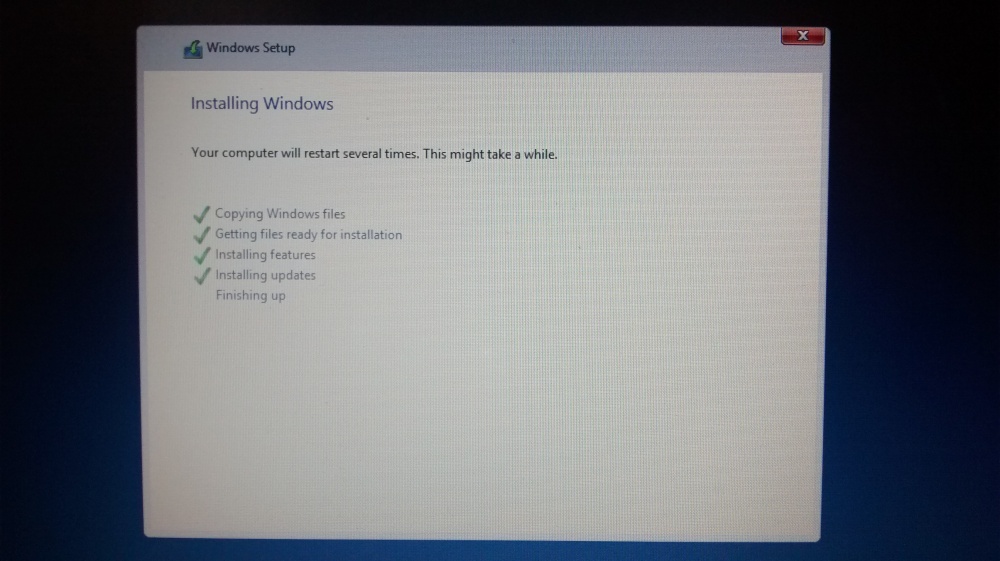 Windows Setup
Installing Windows
Your computer will restart several times. This might take a while.
Copying Windows files
Getting files ready for installation
Installing features
Installing updates
Finishing up